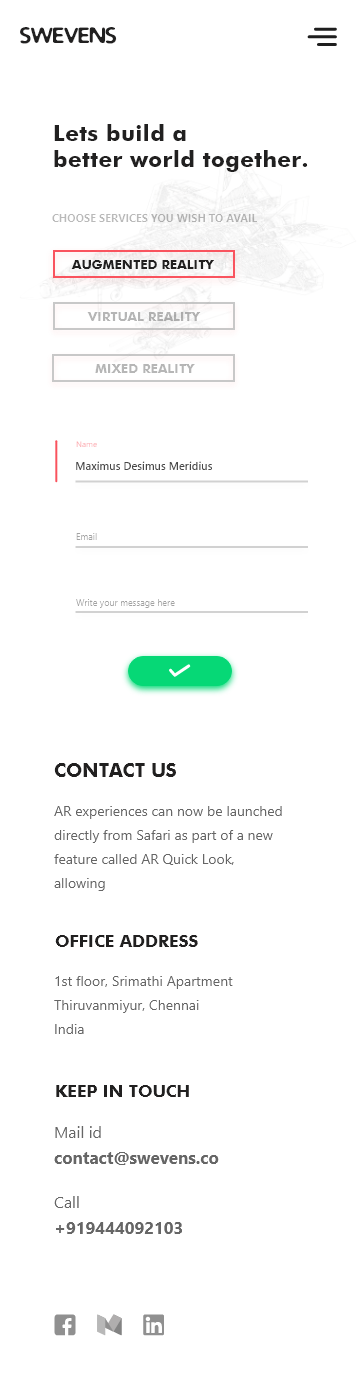 SWEVENS
Lets build a
better world together.
CHOOSE SERVICES YOU WISH TO AVAIL
AUGMENTED REALITY
VIRTUAL REALITY
MIXED REALITY
Name
Maximus Desimus Meridius
Email
Write your message here
CONTACT US
AR experiences can now be launched
directly from Safari as part of a new
feature called AR Quick Look,
allowing
OFFICE ADDRESS
1st floor, Srimathi Apartment
Thiruvanmiyur, Chennai
India
KEEP IN TOUCH
Mail id
contact@swevens.co
Call
+919444092103